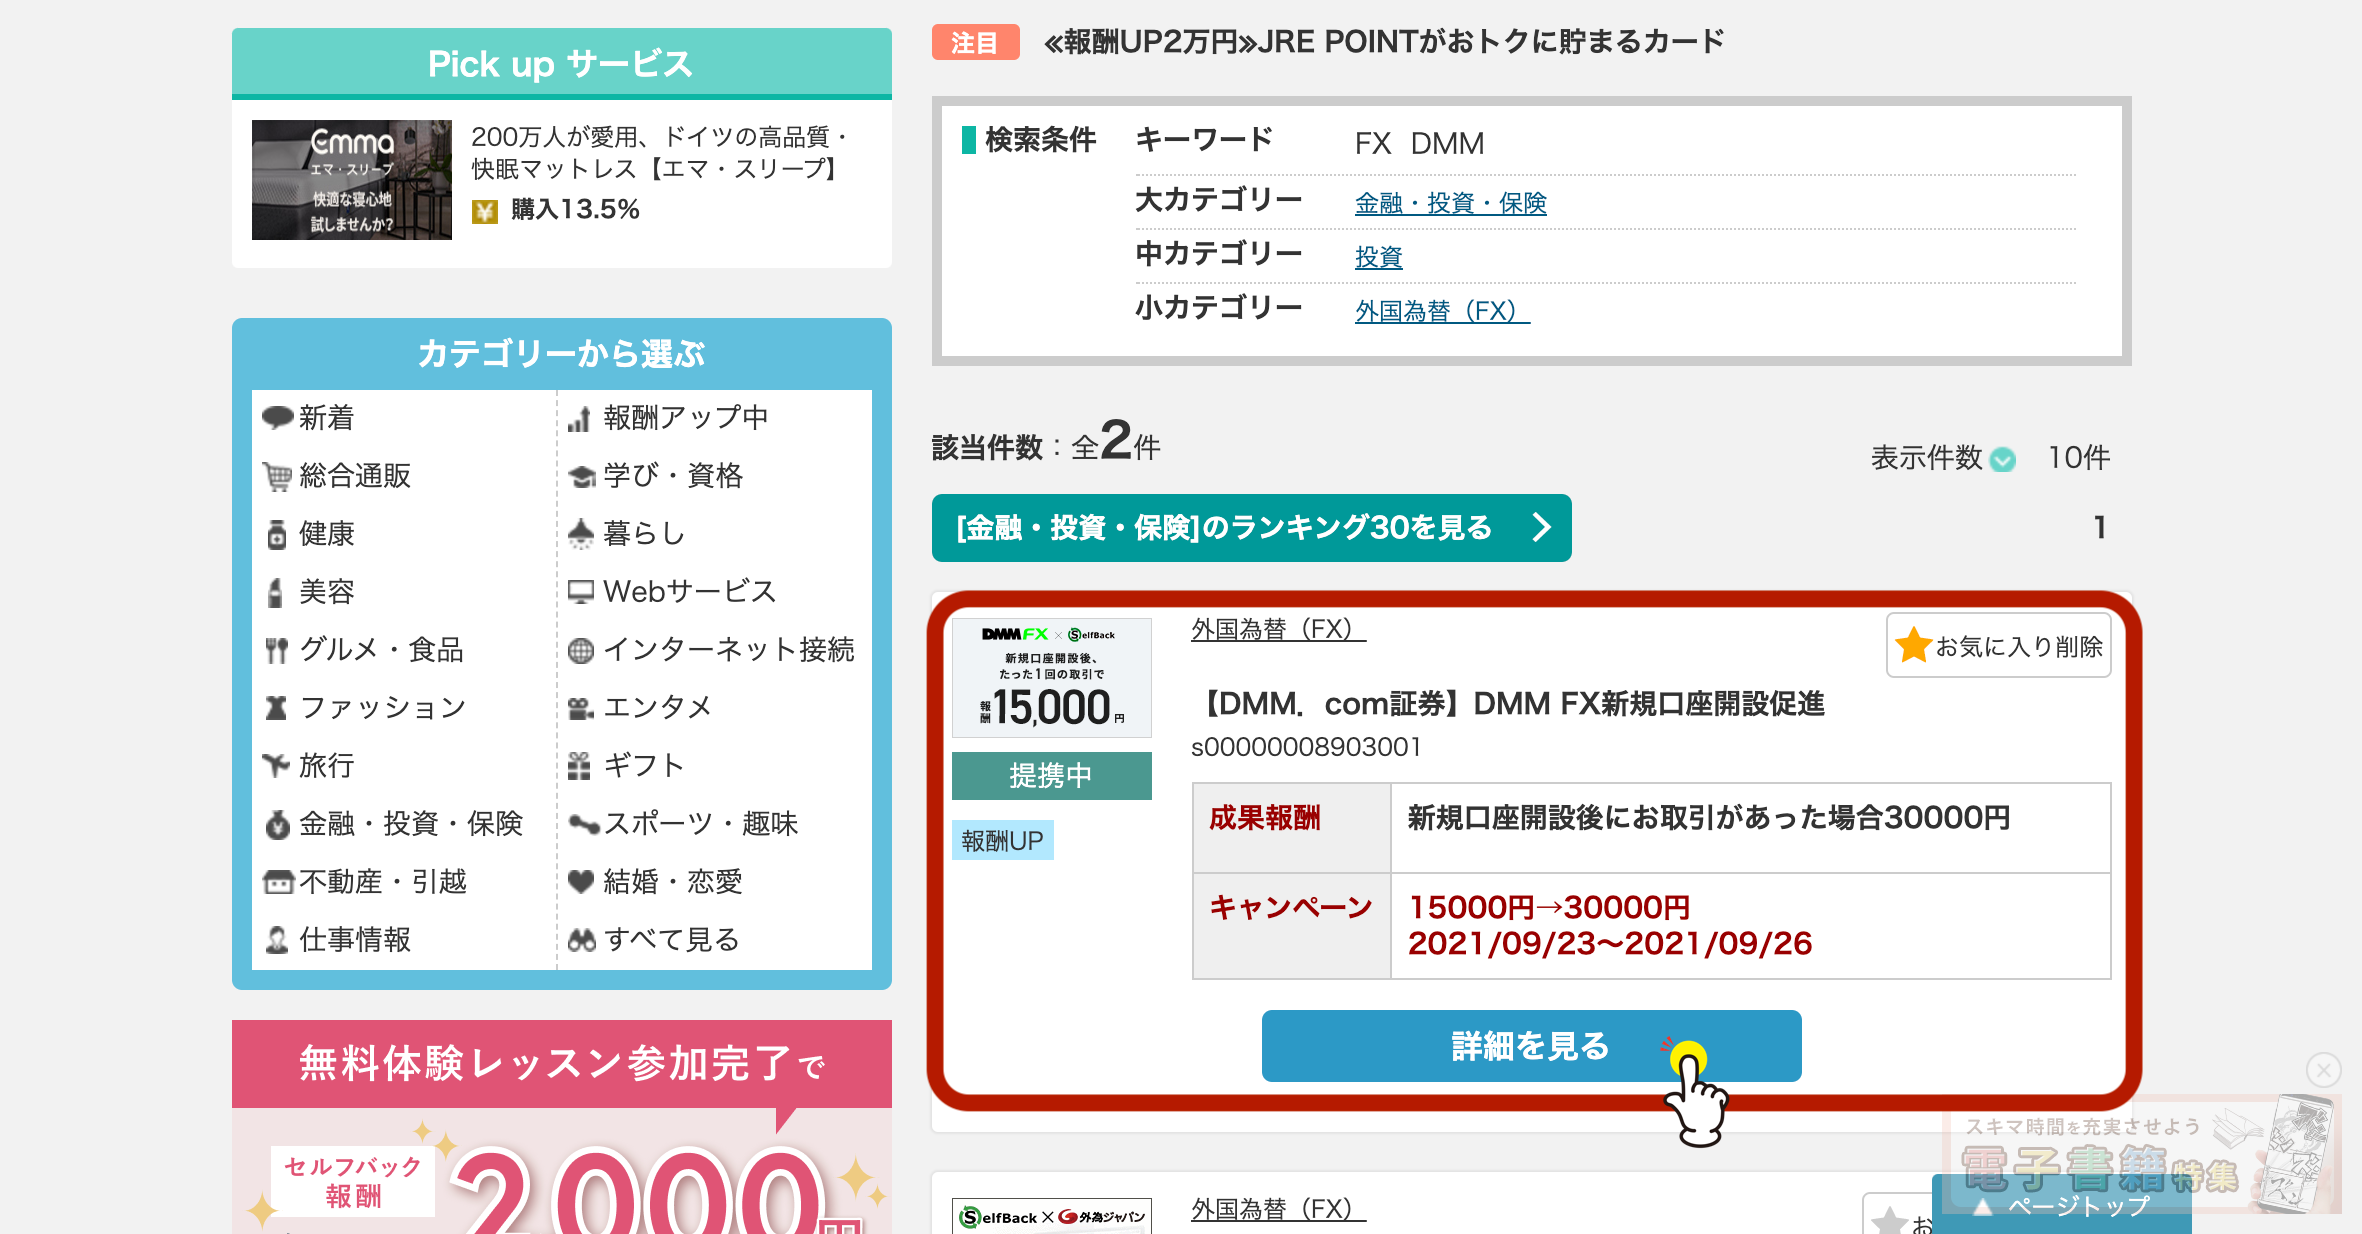 Pick up サービス
Emma
エマ・スリープ
快適な寝心地
試しませんか?
200万人が愛用、ドイツの高品質・
快眠マットレス【エマ・スリープ】
¥ 購入13.5%
カテゴリーから選ぶ
新着
報酬アップ中
総合通販
学び・資格
健康
暮らし
美容
Webサービス
グルメ・食品
インターネット接続
ファッション
エンタメ
旅行
ギフト
金融・投資・保険
スポーツ・趣味
不動産・引越
結婚・恋愛
仕事情報
すべて見る
無料体験レッスン参加完了で
セルフバック
報酬
2,000円
注目 ≪報酬UP2万円≫JRE POINTがおトクに貯まるカード
検索条件
キーワード FX DMM
大カテゴリー 金融・投資・保険
中カテゴリー 投資
小カテゴリー 外国為替（FX）
該当件数：全2件
表示件数 10件
[金融・投資・保険]のランキング30を見る
1
DMM FX × SelfBack
新規口座開設後、
たった1回の取引で
報酬15,000円
提携中
報酬UP
外国為替（FX）
お気に入り削除
【DMM．com証券】DMM FX新規口座開設促進
s00000008903001
成果報酬 新規口座開設後にお取引があった場合30000円
キャンペーン 15000円→30000円
2021/09/23〜2021/09/26
詳細を見る
スキマ時間を充実させよう
電子書籍特集
▲ ページトップ
SelfBack × 外為ジャパン
外国為替（FX）
お